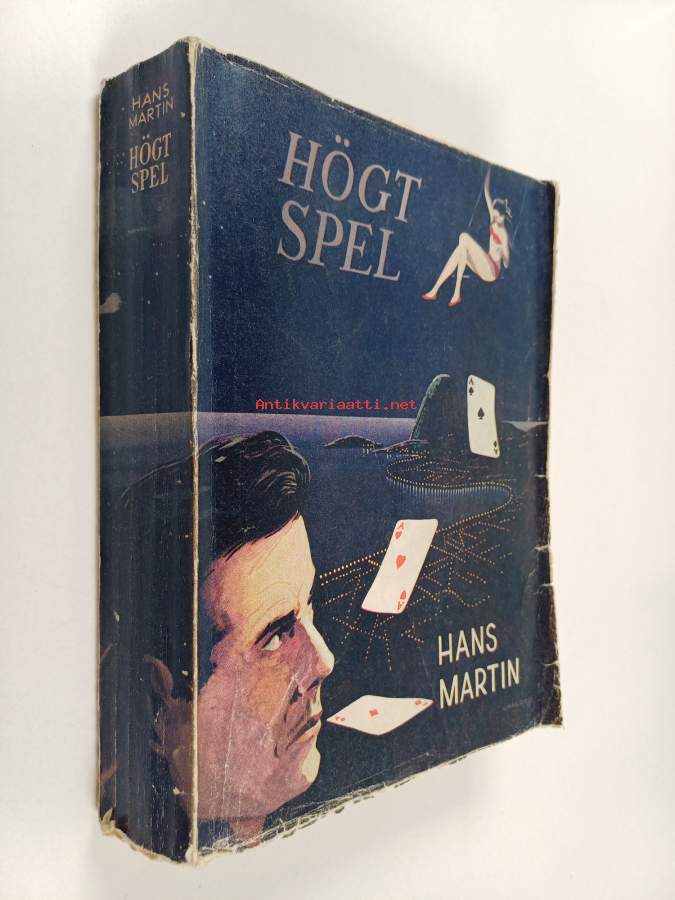 HANS
MARTIN
HÖGT
SPEL
HÖGT
SPEL
A
A
Antikvariaatti.net
A
A
HANS
MARTIN